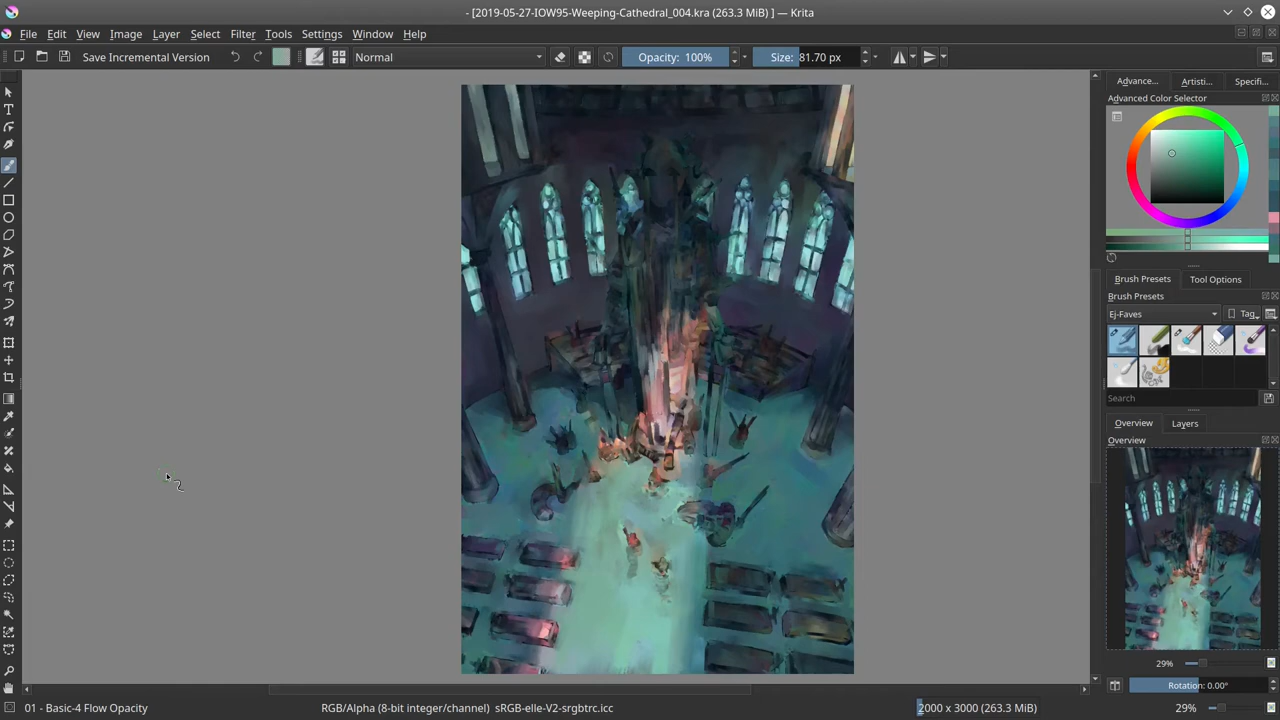 - [2019-05-27-IOW95-Weeping-Cathedral_004.kra (263.3 MiB) ] — Krita
File Edit View Image Layer Select Filter Tools Settings Window Help
Save Incremental Version Normal Opacity: 100% Size: 81.70 px
Advance... Artisti... Specifi...
Advanced Color Selector
Brush Presets Tool Options
Brush Presets
Ej-Faves Tag
Search
Overview Layers
Overview
29%
Rotation: 0.00°
01 - Basic-4 Flow Opacity RGB/Alpha (8-bit integer/channel) sRGB-elle-V2-srgbtrc.icc 2000 x 3000 (263.3 MiB) 29%